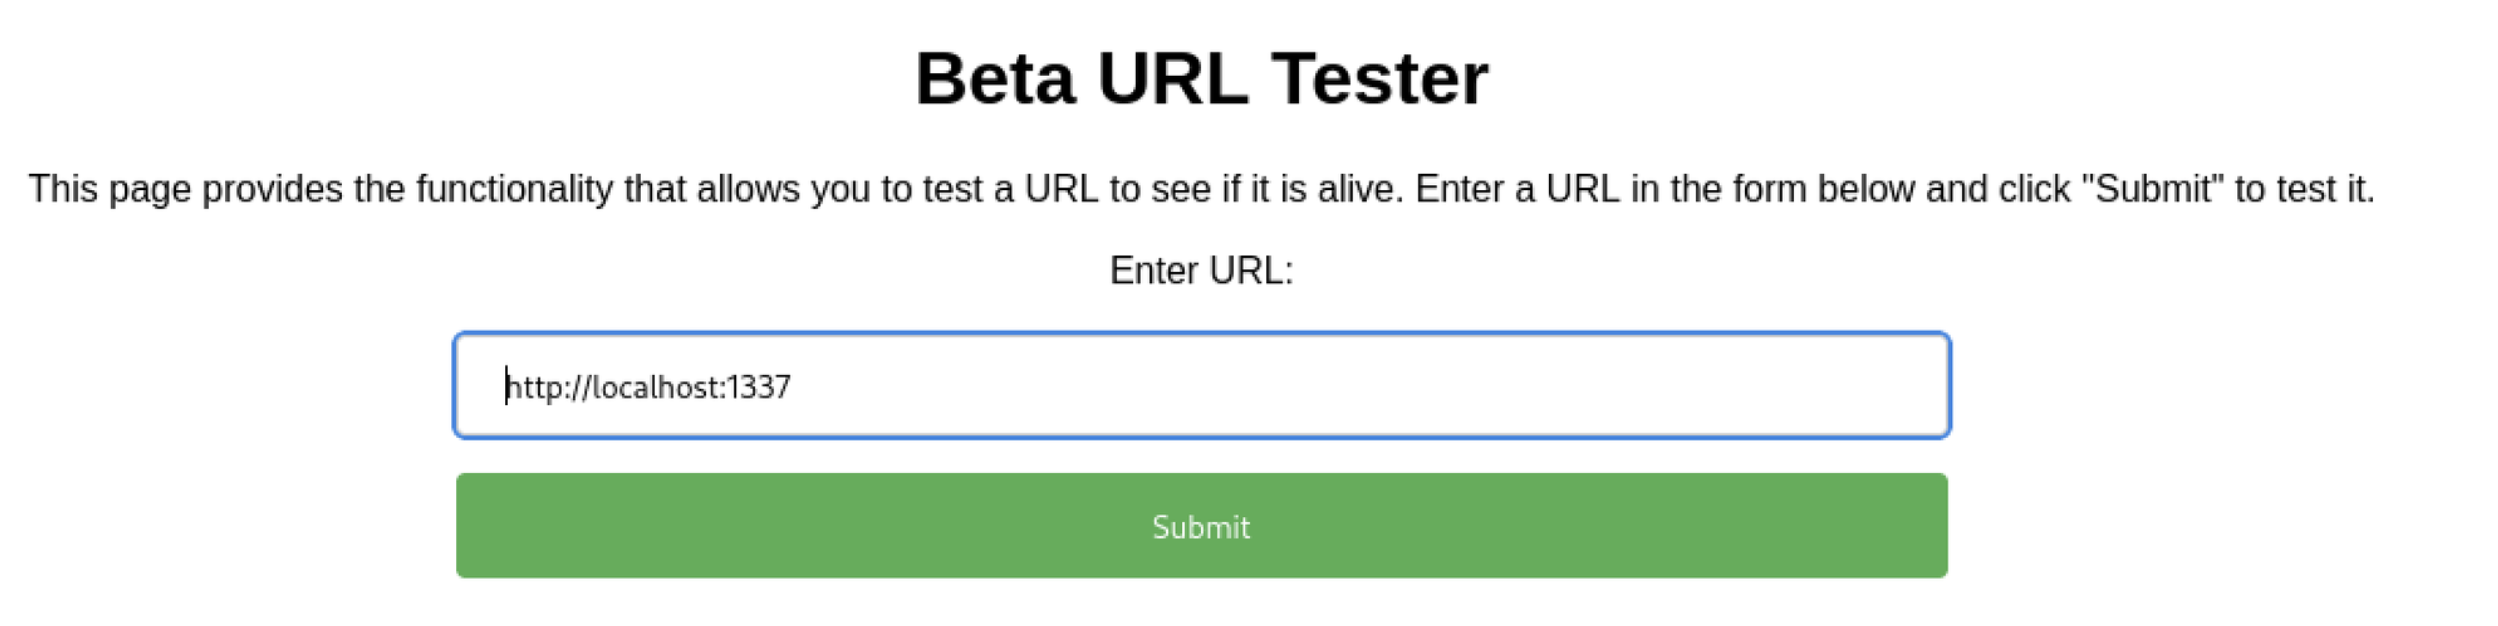 Beta URL Tester
This page provides the functionality that allows you to test a URL to see if it is alive. Enter a URL in the form below and click "Submit" to test it.
Enter URL:
http://localhost:1337
Submit